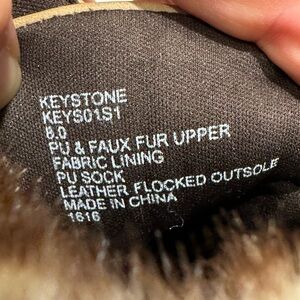 KEYSTONE
KEYS01S1
8.0
PU & FAUX FUR UPPER
FABRIC LINING
PU SOCK
LEATHER FLOCKED OUTSOLE
MADE IN CHINA
1616